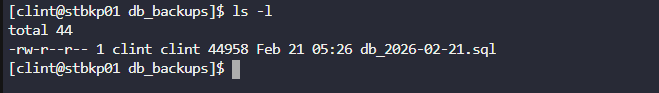 [clint@stbkp01 db_backups]$ ls -l
total 44
-rw-r--r-- 1 clint clint 44958 Feb 21 05:26 db_2026-02-21.sql
[clint@stbkp01 db_backups]$